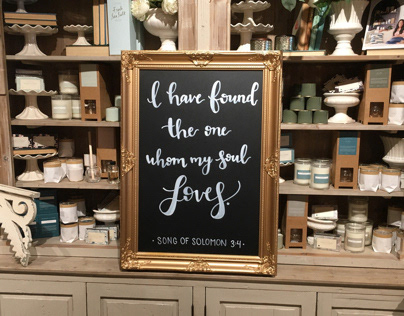 I have found
the one
whom my soul
Loves.
· SONG OF SOLOMON 3:4 ·